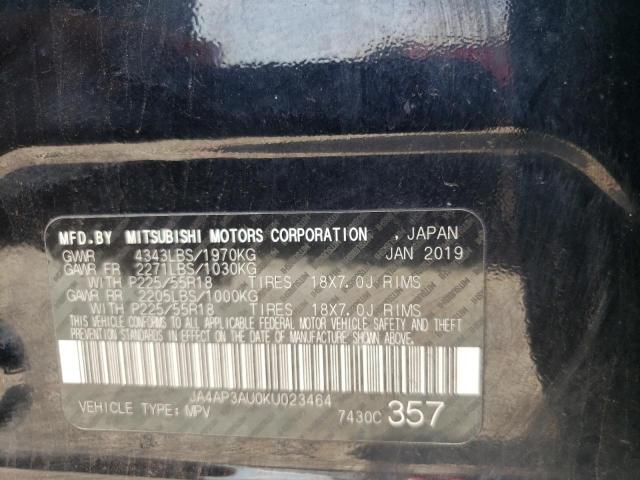 MFD.BY MITSUBISHI MOTORS CORPORATION , JAPAN
GVWR 4343LBS/1970KG JAN 2019
GAWR FR 2271LBS/1030KG
WITH P225/55R18 TIRES 18X7.0J RIMS
GAWR RR 2205LBS/1000KG
WITH P225/55R18 TIRES 18X7.0J RIMS
THIS VEHICLE CONFORMS TO ALL APPLICABLE FEDERAL MOTOR VEHICLE SAFETY AND THEFT
PREVENTION STANDARDS IN EFFECT ON THE DATE OF MANUFACTURE SHOWN ABOVE.
JA4AP3AU0KU023464
VEHICLE TYPE: MPV 7430C 357